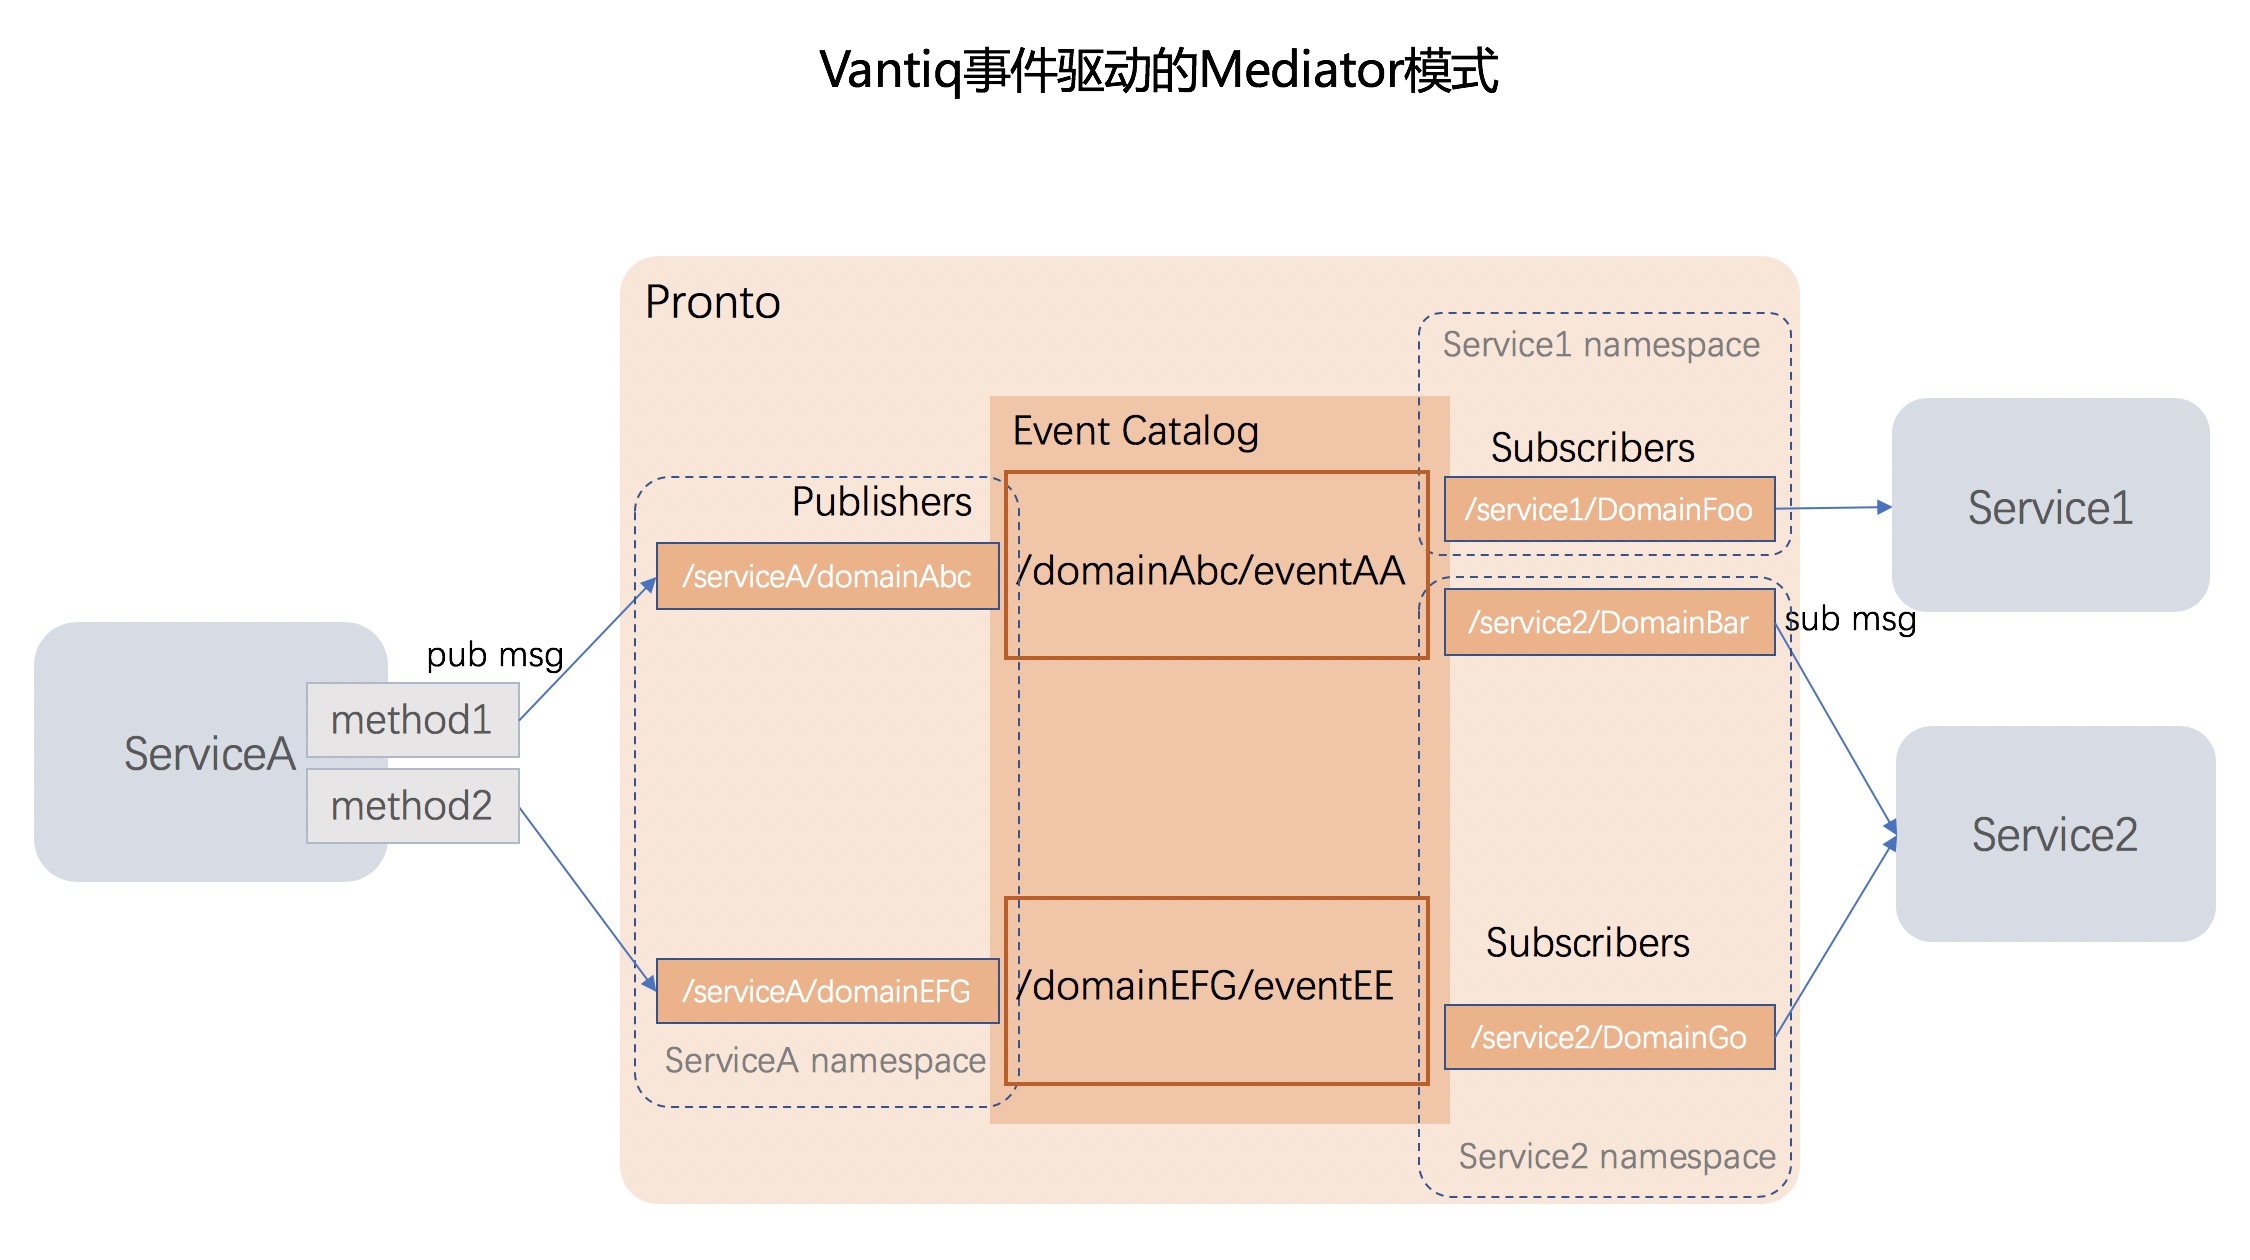 Vantiq事件驱动的Mediator模式
Pronto
Service1 namespace
Event Catalog
Subscribers
Publishers
/service1/DomainFoo
Service1
/serviceA/domainAbc
/domainAbc/eventAA
/service2/DomainBar
sub msg
pub msg
method1
ServiceA
method2
Service2
Subscribers
/serviceA/domainEFG
/domainEFG/eventEE
/service2/DomainGo
ServiceA namespace
Service2 namespace